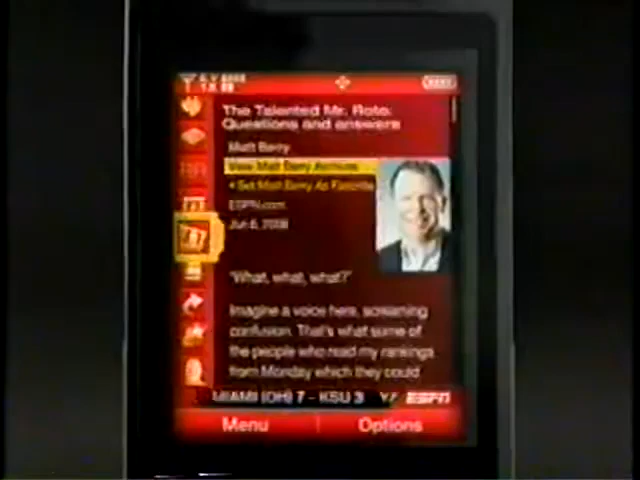 The Talented Mr. Roto:
Questions and answers
Matt Berry
View Matt Berry Archives
+ Set Matt Berry As Favorite
ESPN.com
Jun 6, 2006
"What, what, what?"
Imagine a voice here, screaming
confusion. That's what some of
the people who read my rankings
from Monday which they could
MIAMI (OH) 7 - KSU 3
ESPN
Menu
Options